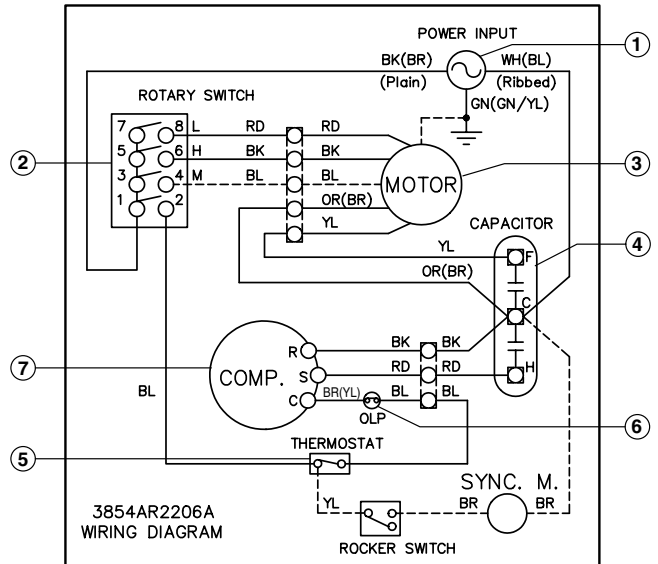 POWER INPUT
1
BK(BR)
WH(BL)
(Plain)
(Ribbed)
ROTARY SWITCH
GN(GN/YL)
7
8
L
RD
RD
2
5
6
H
BK
BK
MOTOR
3
3
4
M
BL
BL
1
2
OR(BR)
YL
CAPACITOR
YL
F
4
OR(BR)
C
R
BK
BK
7
COMP.
S
RD
RD
H
BL
C
BR(YL)
BL
BL
OLP
6
THERMOSTAT
5
SYNC. M.
YL
BR
BR
3854AR2206A
WIRING DIAGRAM
ROCKER SWITCH